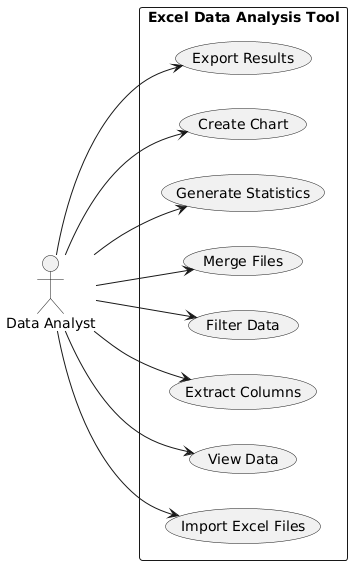 Excel Data Analysis Tool
Export Results
Create Chart
Generate Statistics
Merge Files
Data Analyst
Filter Data
Extract Columns
View Data
Import Excel Files